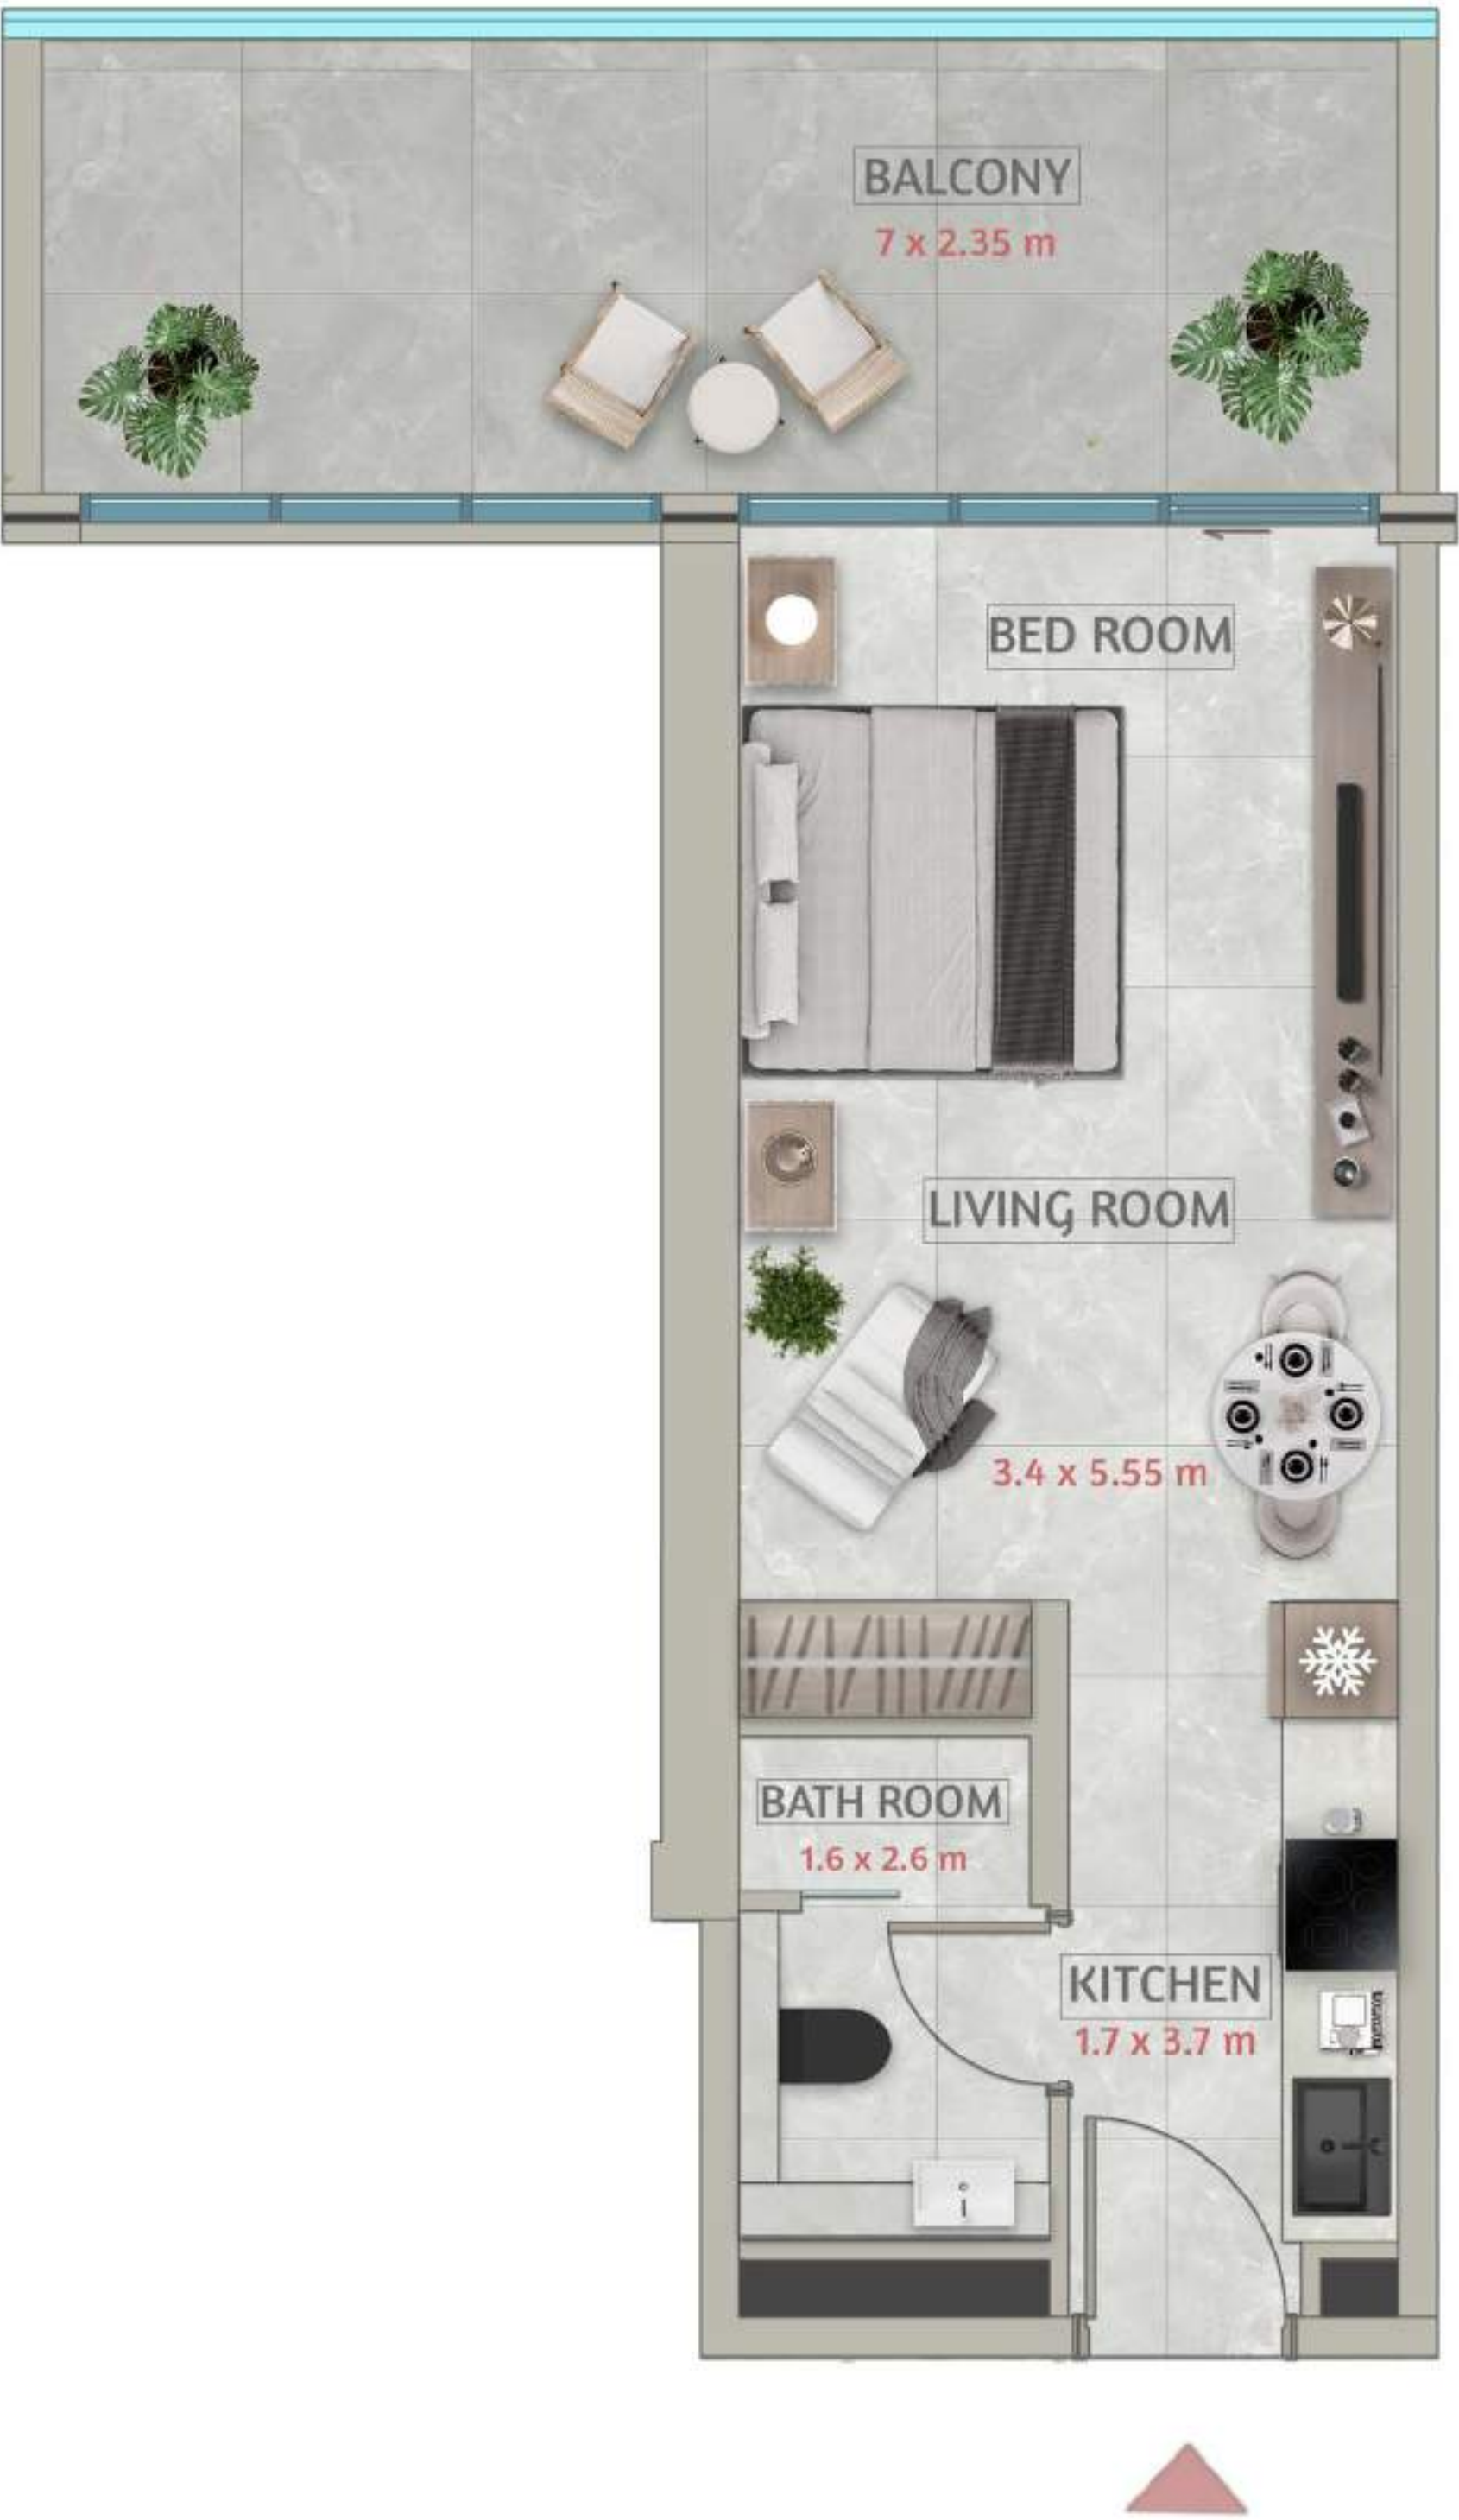 BALCONY
7 x 2.35 m
BED ROOM
LIVING ROOM
3.4 x 5.55 m
BATH ROOM
1.6 x 2.6 m
KITCHEN
1.7 x 3.7 m